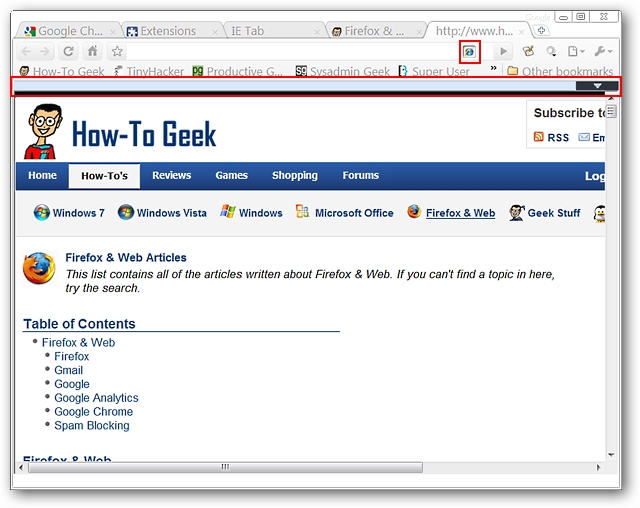 Google
Google Ch... Extensions IE Tab Firefox & ... http://www.h...
How-To Geek TinyHacker Productive G... Sysadmin Geek Super User » Other bookmarks
How-To Geek
Subscribe to
RSS Em
Home How-To's Reviews Games Shopping Forums Log
Windows 7 Windows Vista Windows Microsoft Office Firefox & Web Geek Stuff
Firefox & Web Articles
This list contains all of the articles written about Firefox & Web. If you can't find a topic in here,
try the search.
Table of Contents
Firefox & Web
Firefox
Gmail
Google
Google Analytics
Google Chrome
Spam Blocking
Firefox & Web